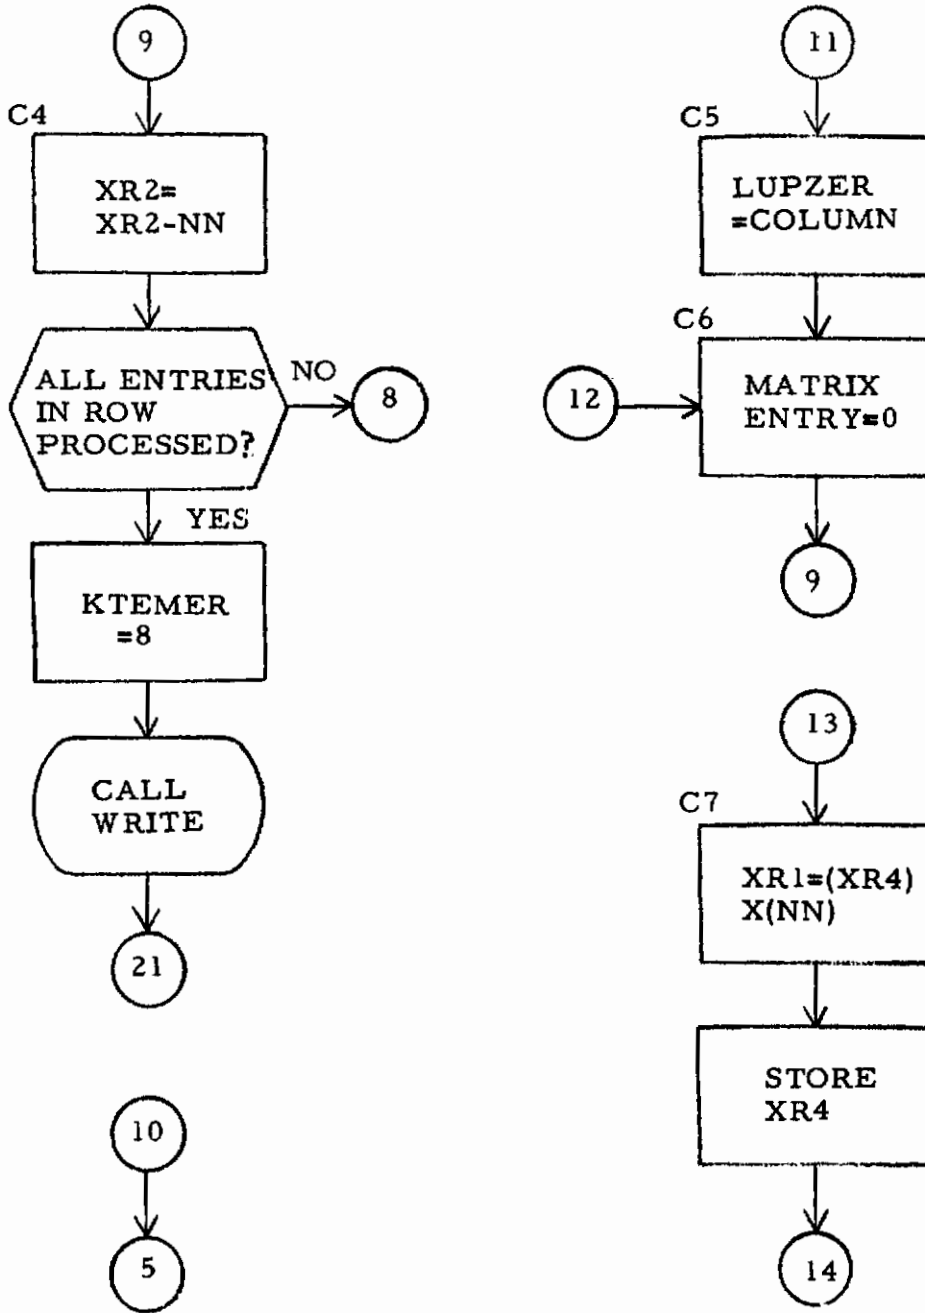 9
C4
XR2=
XR2-NN
ALL ENTRIES
IN ROW
PROCESSED?
NO
8
YES
KTEMER
=8
CALL
WRITE
21
10
5
11
C5
LUPZER
=COLUMN
C6
12
MATRIX
ENTRY=0
9
13
C7
XR1=(XR4)
X(NN)
STORE
XR4
14